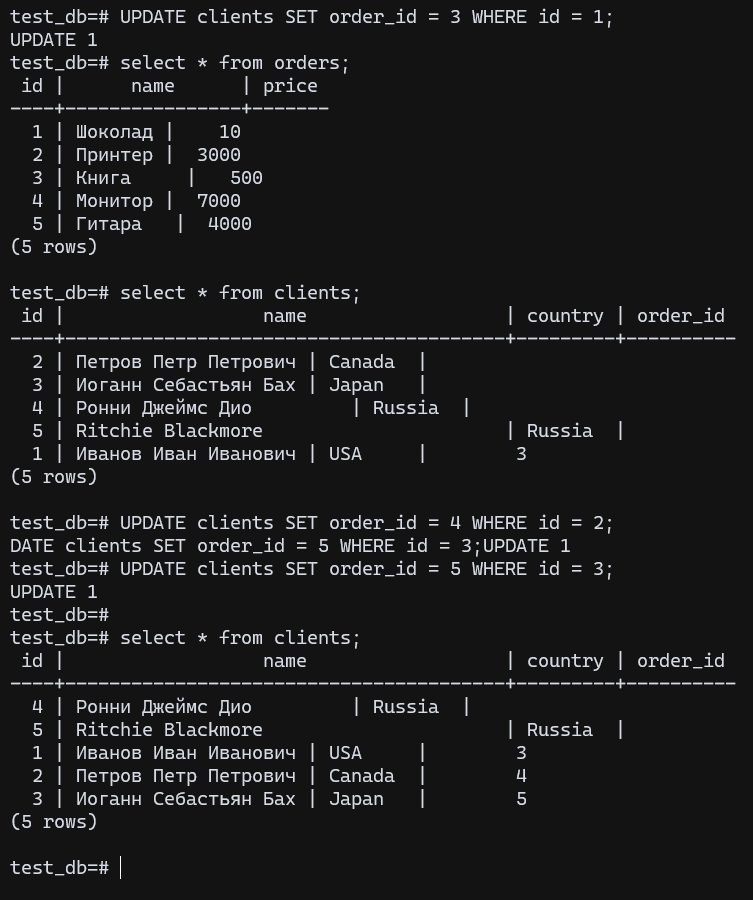 test_db=# UPDATE clients SET order_id = 3 WHERE id = 1;
UPDATE 1
test_db=# select * from orders;
 id |      name      | price
----+----------------+-------
  1 | Шоколад |    10
  2 | Принтер |  3000
  3 | Книга     |   500
  4 | Монитор |  7000
  5 | Гитара   |  4000
(5 rows)

test_db=# select * from clients;
 id |                  name                  | country | order_id
----+----------------------------------------+---------+----------
  2 | Петров Петр Петрович | Canada  |
  3 | Иоганн Себастьян Бах | Japan   |
  4 | Ронни Джеймс Дио         | Russia  |
  5 | Ritchie Blackmore                      | Russia  |
  1 | Иванов Иван Иванович | USA     |        3
(5 rows)

test_db=# UPDATE clients SET order_id = 4 WHERE id = 2;
DATE clients SET order_id = 5 WHERE id = 3;UPDATE 1
test_db=# UPDATE clients SET order_id = 5 WHERE id = 3;
UPDATE 1
test_db=#
test_db=# select * from clients;
 id |                  name                  | country | order_id
----+----------------------------------------+---------+----------
  4 | Ронни Джеймс Дио         | Russia  |
  5 | Ritchie Blackmore                      | Russia  |
  1 | Иванов Иван Иванович | USA     |        3
  2 | Петров Петр Петрович | Canada  |        4
  3 | Иоганн Себастьян Бах | Japan   |        5
(5 rows)

test_db=#